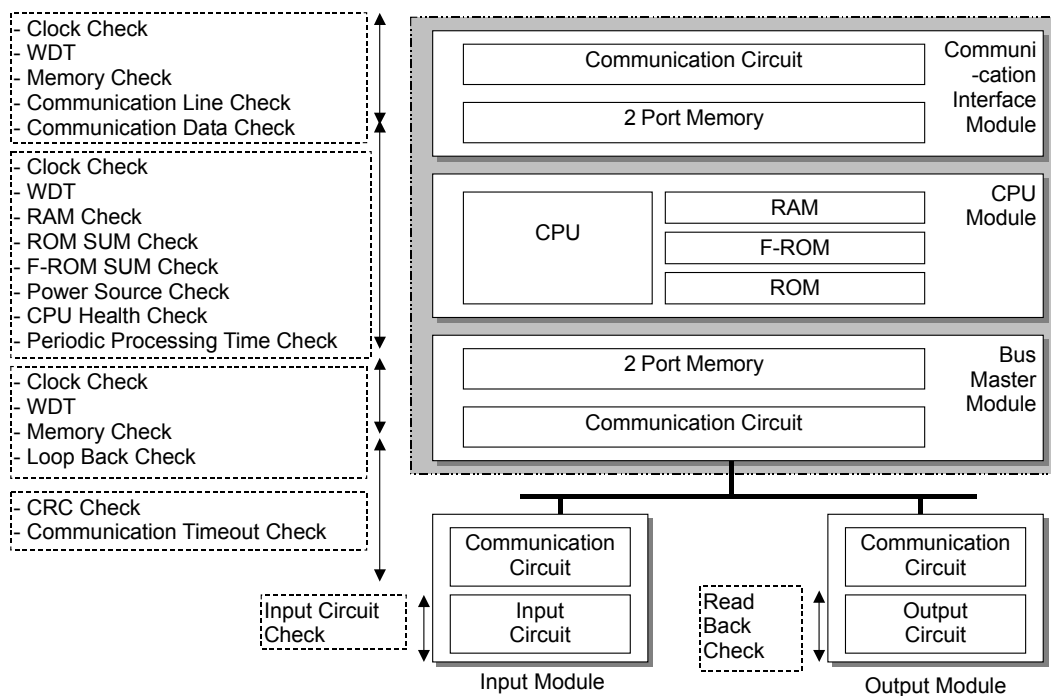 - Clock Check
- WDT
- Memory Check
- Communication Line Check
- Communication Data Check
- Clock Check
- WDT
- RAM Check
- ROM SUM Check
- F-ROM SUM Check
- Power Source Check
- CPU Health Check
- Periodic Processing Time Check
- Clock Check
- WDT
- Memory Check
- Loop Back Check
- CRC Check
- Communication Timeout Check
Input Circuit
Check
Communication Circuit
2 Port Memory
Communi
-cation
Interface
Module
CPU
RAM
F-ROM
ROM
CPU
Module
2 Port Memory
Communication Circuit
Bus
Master
Module
Communication
Circuit
Input
Circuit
Input Module
Read
Back
Check
Communication
Circuit
Output
Circuit
Output Module